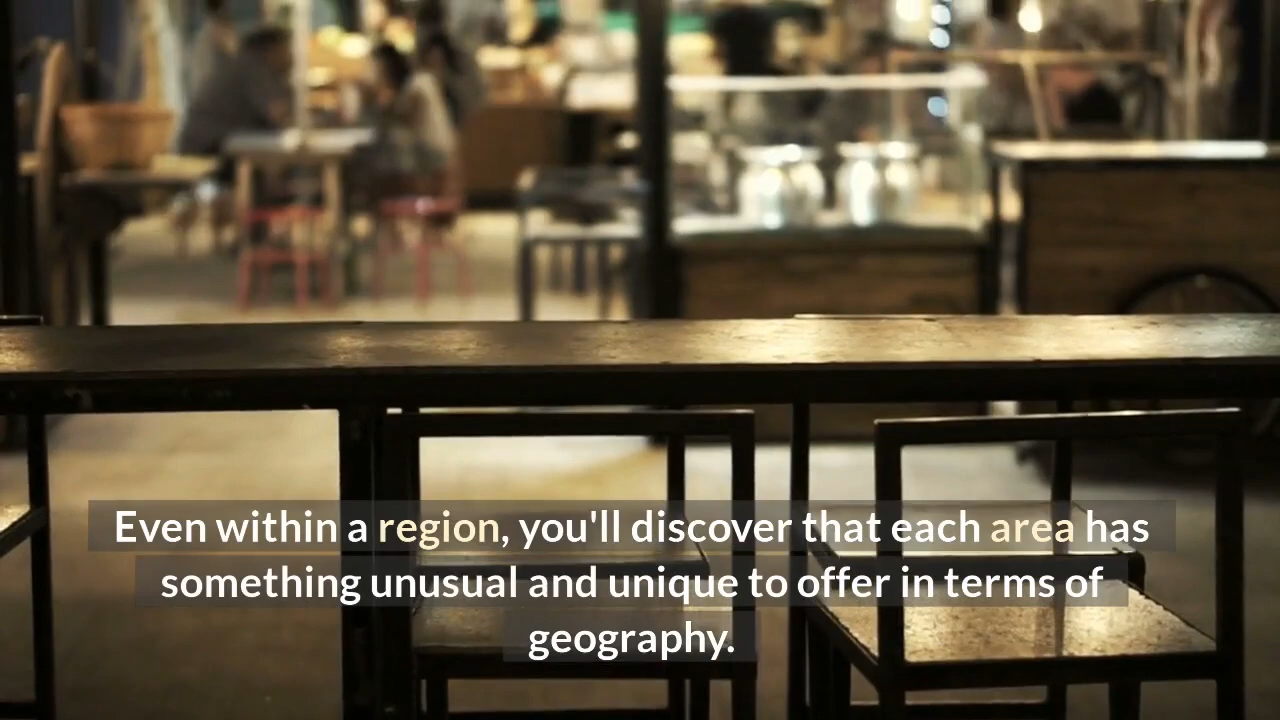 Even within a region, you'll discover that each area has
something unusual and unique to offer in terms of
geography.